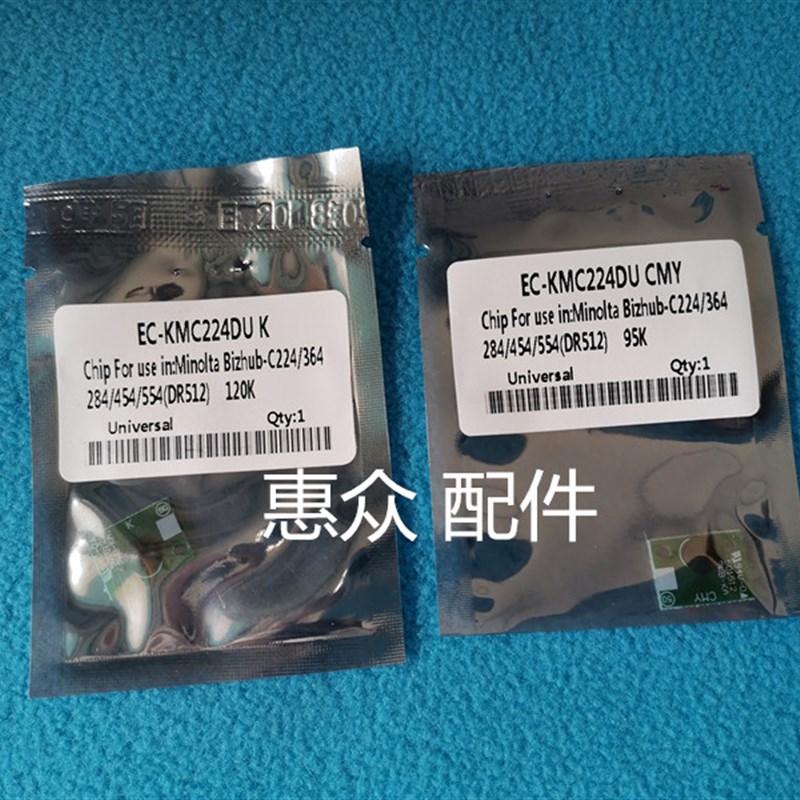 EC-KMC224DU K
Chip For use in:Minolta Bizhub-C224/364
284/454/554(DR512) 120K
Universal Qty:1
EC-KMC224DU CMY
Chip For use in:Minolta Bizhub-C224/364
284/454/554(DR512) 95K
Universal Qty:1
惠众 配件
K
CMY